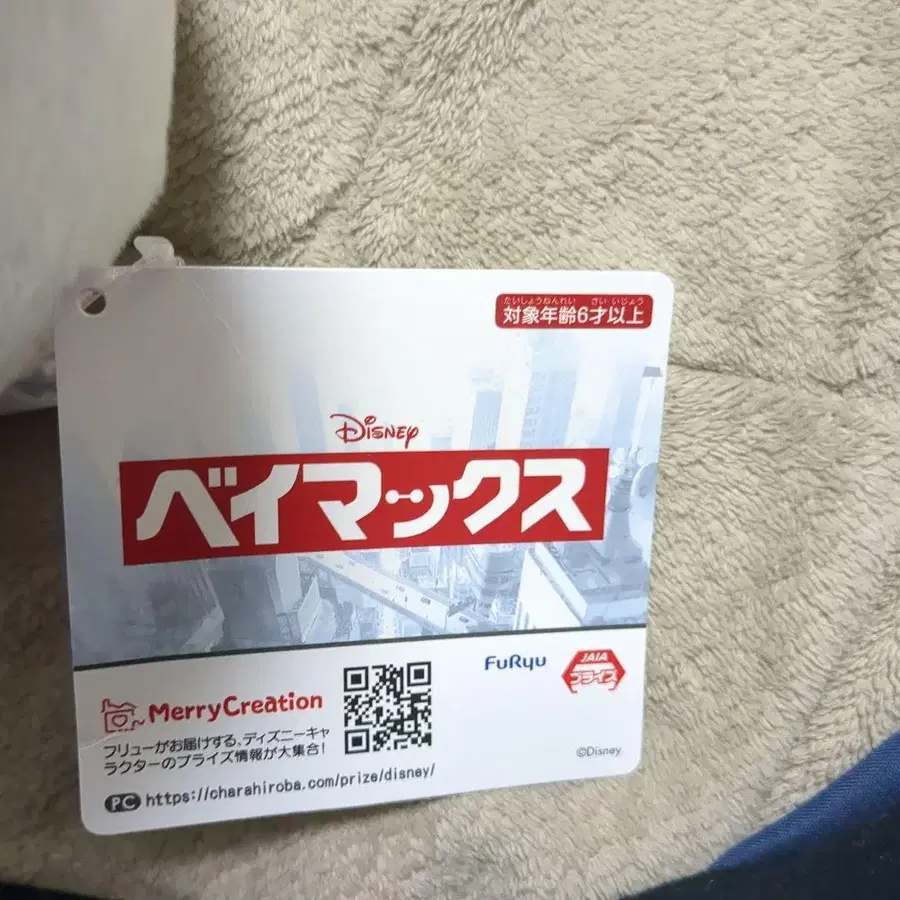 たいしょうねんれい さい いじょう
対象年齢6才以上
Disney
ベイマックス
MerryCreation
フリューがお届けする、ディズニーキャ
ラクターのプライズ情報が大集合!
PC https://charahiroba.com/prize/disney/
FuRyu
JAIA
プライズ
©Disney